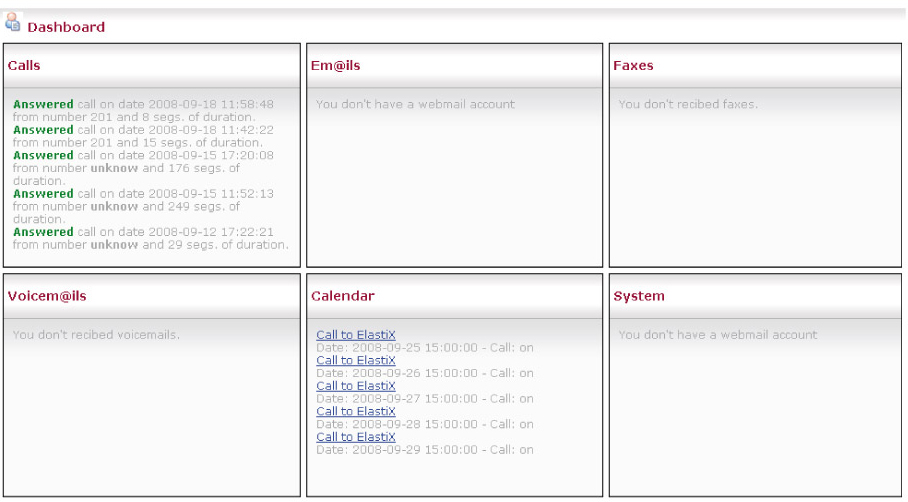 Dashboard
Calls
Answered call on date 2008-09-18 11:58:48
from number 201 and 8 segs. of duration.
Answered call on date 2008-09-18 11:42:22
from number 201 and 15 segs. of duration.
Answered call on date 2008-09-15 17:20:08
from number unknow and 176 segs. of
duration.
Answered call on date 2008-09-15 11:52:13
from number unknow and 249 segs. of
duration.
Answered call on date 2008-09-12 17:22:21
from number unknow and 29 segs. of duration.
Em@ils
You don't have a webmail account
Faxes
You don't recibed faxes.
Voicem@ils
You don't recibed voicemails.
Calendar
Call to ElastiX
Date: 2008-09-25 15:00:00 - Call: on
Call to ElastiX
Date: 2008-09-26 15:00:00 - Call: on
Call to ElastiX
Date: 2008-09-27 15:00:00 - Call: on
Call to ElastiX
Date: 2008-09-28 15:00:00 - Call: on
Call to ElastiX
Date: 2008-09-29 15:00:00 - Call: on
System
You don't have a webmail account